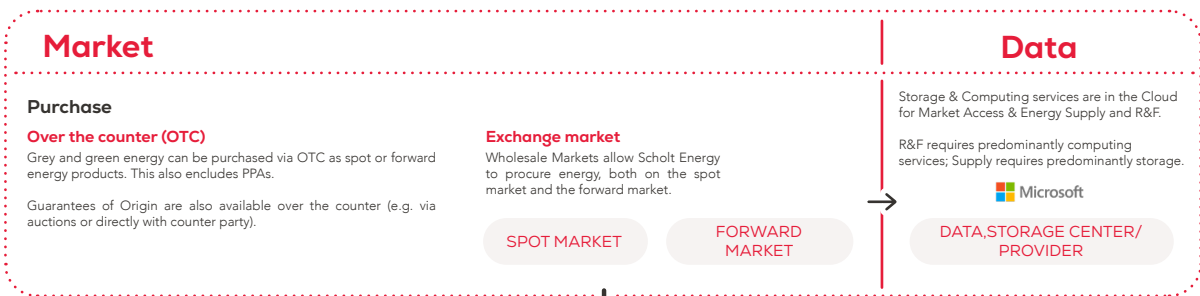 Market
Purchase
Over the counter (OTC)
Grey and green energy can be purchased via OTC as spot or forward
energy products. This also encludes PPAs.
Guarantees of Origin are also available over the counter (e.g. via
auctions or directly with counter party).
Exchange market
Wholesale Markets allow Scholt Energy
to procure energy, both on the spot
market and the forward market.
SPOT MARKET
FORWARD
MARKET
Data
Storage & Computing services are in the Cloud
for Market Access & Energy Supply and R&F.
R&F requires predominantly computing
services; Supply requires predominantly storage.
Microsoft
DATA,STORAGE CENTER/
PROVIDER